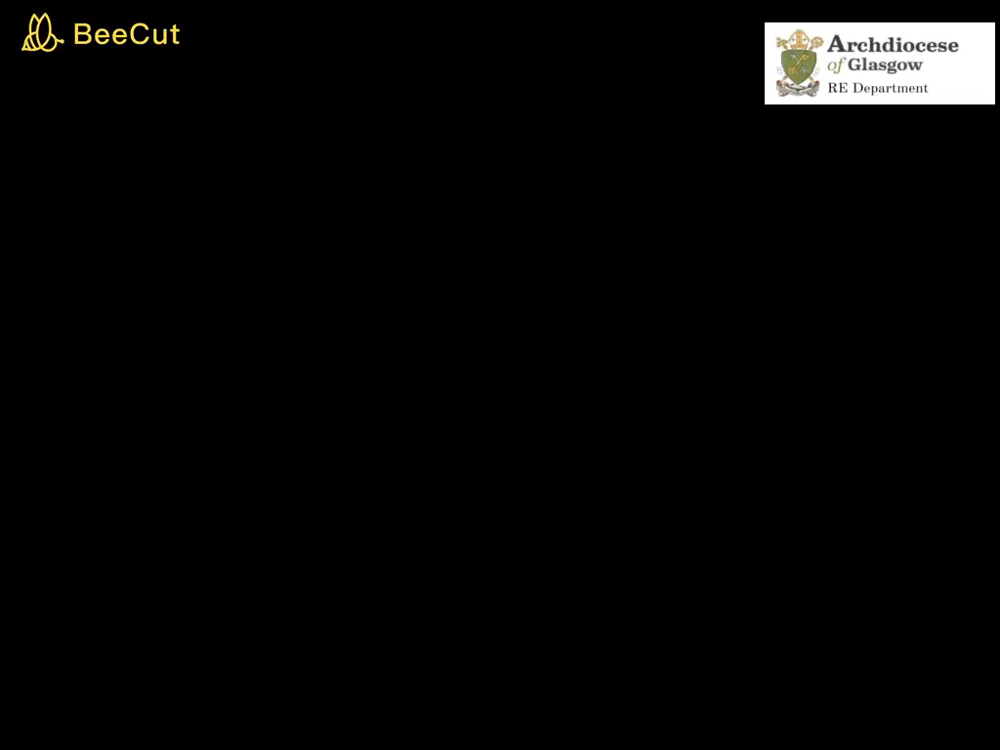 BeeCut
Archdiocese
of Glasgow
RE Department